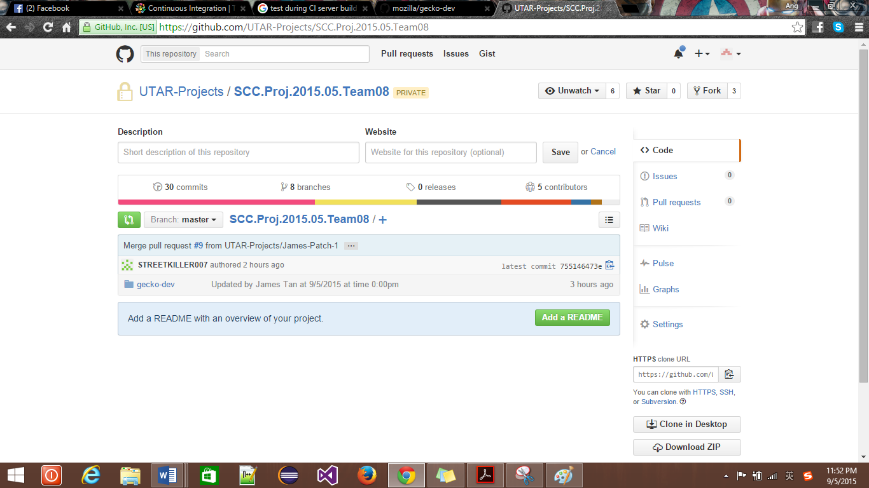 (2) Facebook
Continuous Integration | T
test during CI server build
mozilla/gecko-dev
UTAR-Projects/SCC.Proj.2
Ang
GitHub, Inc. [US]
https://github.com/UTAR-Projects/SCC.Proj.2015.05.Team08
This repository
Search
Pull requests
Issues
Gist
UTAR-Projects / SCC.Proj.2015.05.Team08
PRIVATE
Unwatch
6
Star
0
Fork
3
Description
Website
Short description of this repository
Website for this repository (optional)
Save
or Cancel
30 commits
8 branches
0 releases
5 contributors
Branch: master
SCC.Proj.2015.05.Team08 / +
Merge pull request #9 from UTAR-Projects/James-Patch-1
STREETKILLER007 authored 2 hours ago
latest commit 755146473e
gecko-dev
Updated by James Tan at 9/5/2015 at time 0:00pm
3 hours ago
Add a README with an overview of your project.
Add a README
Code
Issues
0
Pull requests
0
Wiki
Pulse
Graphs
Settings
HTTPS clone URL
https://github.com/
You can clone with HTTPS, SSH,
or Subversion.
Clone in Desktop
Download ZIP
英
11:52 PM
9/5/2015